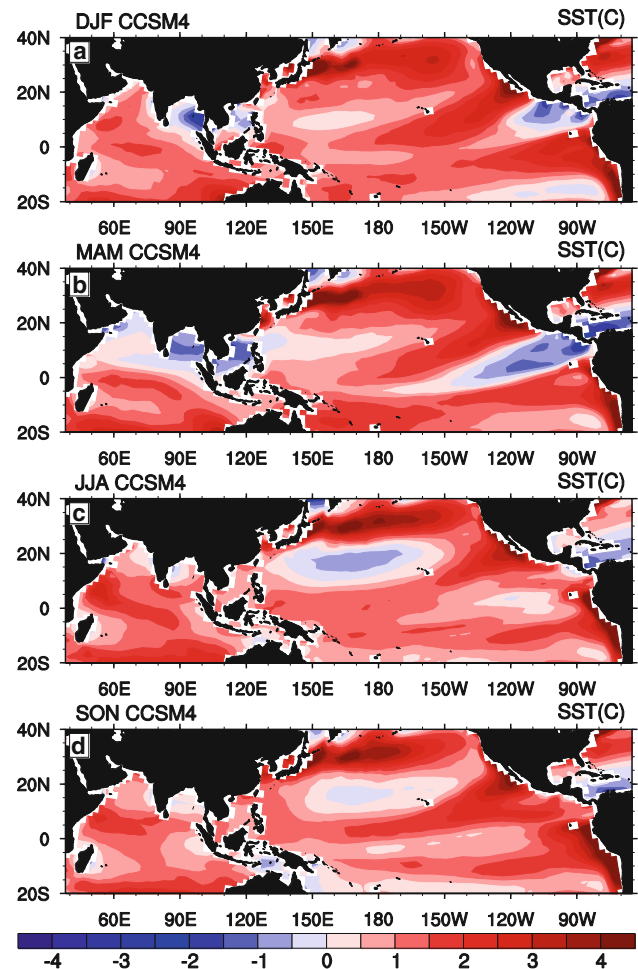 DJF CCSM4 SST(C)
40N
a
20N
0
20S
60E 90E 120E 150E 180 150W 120W 90W
MAM CCSM4 SST(C)
40N
b
20N
0
20S
60E 90E 120E 150E 180 150W 120W 90W
JJA CCSM4 SST(C)
40N
c
20N
0
20S
60E 90E 120E 150E 180 150W 120W 90W
SON CCSM4 SST(C)
40N
d
20N
0
20S
60E 90E 120E 150E 180 150W 120W 90W
-4 -3 -2 -1 0 1 2 3 4